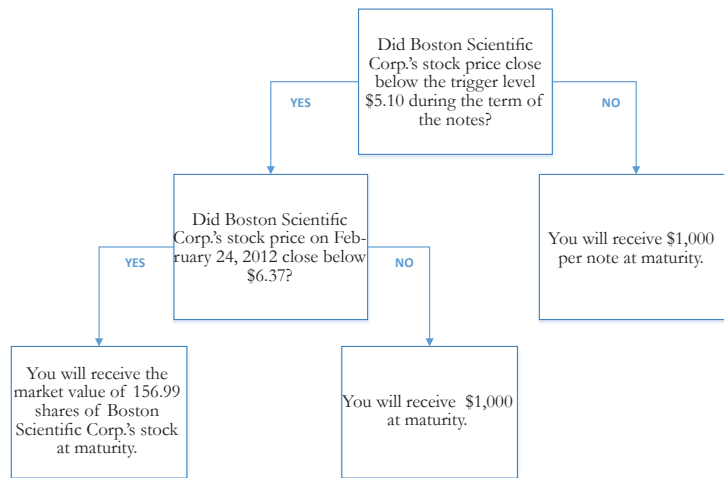 Did Boston Scientific
Corp.'s stock price close
below the trigger level
$5.10 during the term of
the notes?
YES
NO
Did Boston Scientific
Corp.'s stock price on Feb-
ruary 24, 2012 close below
$6.37?
You will receive $1,000
per note at maturity.
YES
NO
You will receive the
market value of 156.99
shares of Boston
Scientific Corp.'s stock
at maturity.
You will receive $1,000
at maturity.